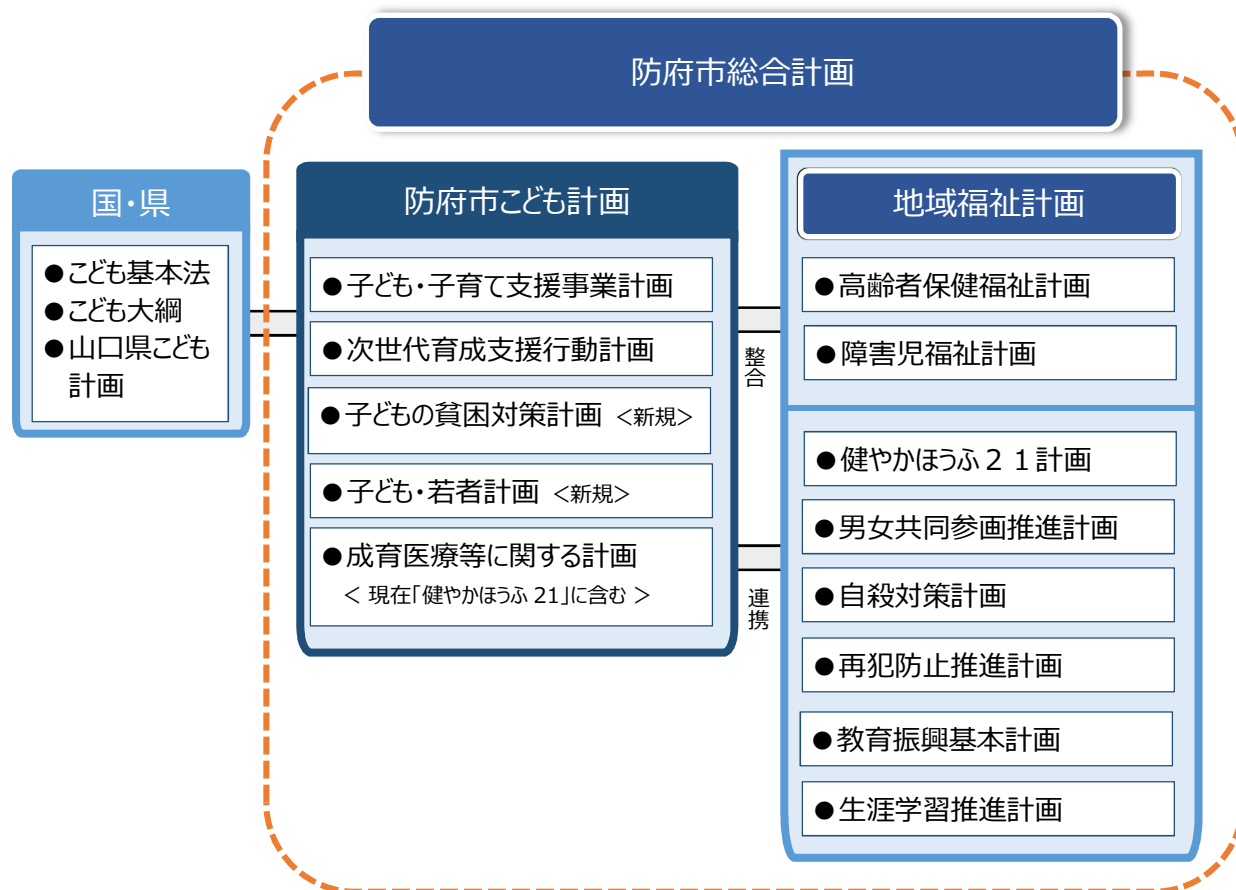 防府市総合計画
国・県
●こども基本法
●こども大綱
●山口県こども
計画
防府市こども計画
●子ども・子育て支援事業計画
●次世代育成支援行動計画
●子どもの貧困対策計画 <新規>
●子ども・若者計画 <新規>
●成育医療等に関する計画
< 現在「健やかほうふ 21」に含む >
整合
連携
地域福祉計画
●高齢者保健福祉計画
●障害児福祉計画
●健やかほうふ２１計画
●男女共同参画推進計画
●自殺対策計画
●再犯防止推進計画
●教育振興基本計画
●生涯学習推進計画